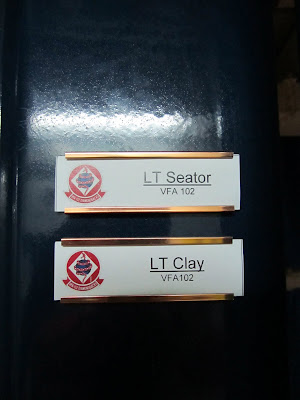 LT Seator
VFA 102
LT Clay
VFA102